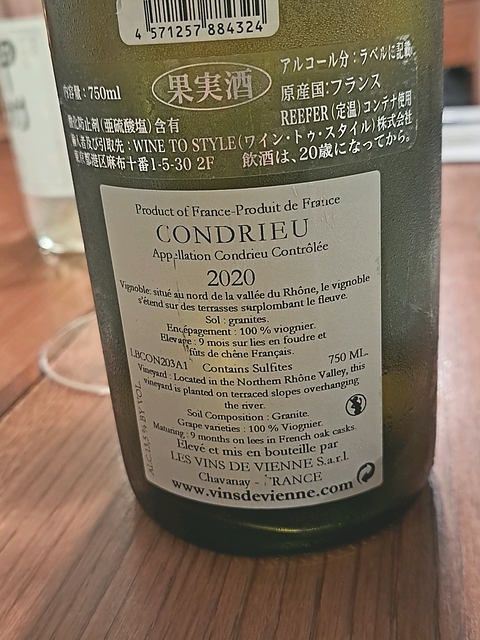 4 571257 884324
アルコール分：ラベルに記載
内容量：750ml
果実酒
原産国：フランス
REEFER (定温) コンテナ使用
酸化防止剤(亜硫酸塩)含有
輸入者及び引取先：WINE TO STYLE(ワイン・トゥ・スタイル)株式会社
東京都港区麻布十番1-5-30 2F 飲酒は、20歳になってから。
Product of France-Produit de France
CONDRIEU
Appellation Condrieu Contrôlée
2020
Vignoble: situé au nord de la vallée du Rhône, le vignoble
s'étend sur des terrasses surplombant le fleuve.
Sol : granites.
Encépagement : 100 % viognier.
Elevage : 9 mois sur lies en foudre et
fûts de chêne Français.
LBCON203A1 Contains Sulfites 750 ML.
Vineyard : Located in the Northern Rhône Valley, this
vineyard is planted on terraced slopes overhanging
the river.
Soil Composition : Granite.
Grape varieties : 100 % Viognier.
Maturing : 9 months on lees in French oak casks.
Elevé et mis en bouteille par
LES VINS DE VIENNE S.a.r.l.
Chavanay - FRANCE
www.vinsdevienne.com
ALC.13,5 % BY VOL.